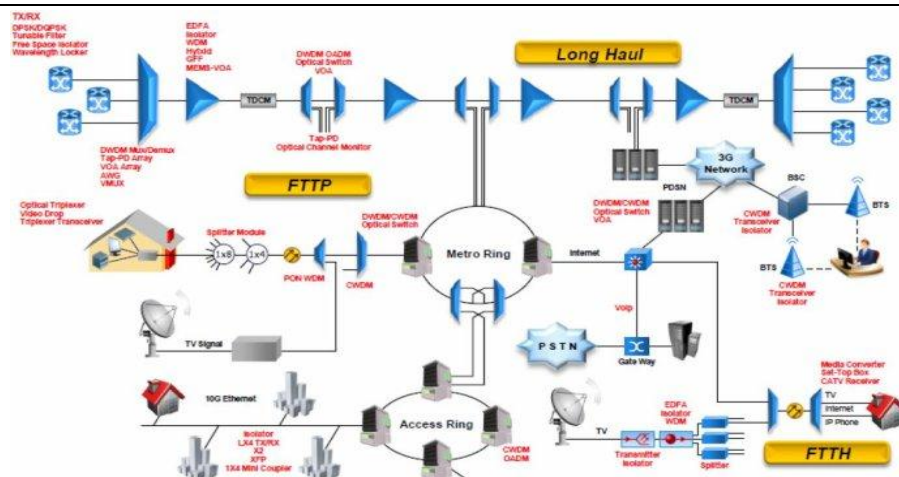 TX/RX
DPSK/DQPSK
Tunable Filter
Free Space Isolator
Wavelength Locker
EDFA
Isolator
WDM
Hybrid
GFF
MEMS-VOA
DWDM OADM
Optical Switch
VOA
Long Haul
TDCM
TDCM
Tap-PD
Optical Channel Monitor
DWDM Mux/Demux
Tap-PD Array
VOA Array
AWG
VMUX
FTTP
3G
Network
PDSN
BSC
BTS
CWDM
Transceiver
Isolator
BTS
CWDM
Transceiver
Isolator
Optical Triplexer
Video Drop
Triplexer Transceiver
Splitter Module
1x8
1x4
PON WDM
CWDM
DWDM/CWDM
Optical Switch
Metro Ring
DWDM/CWDM
Optical Switch
VOA
Internet
Voip
PSTN
Gate Way
TV Signal
10G Ethernet
Isolator
LX4 TX/RX
X2
XFP
1X4 Mini Coupler
Access Ring
CWDM
OADM
TV
Transmitter
Isolator
EDFA
Isolator
WDM
Splitter
Media Converter
Set-Top Box
CATV Receiver
TV
Internet
IP Phone
FTTH